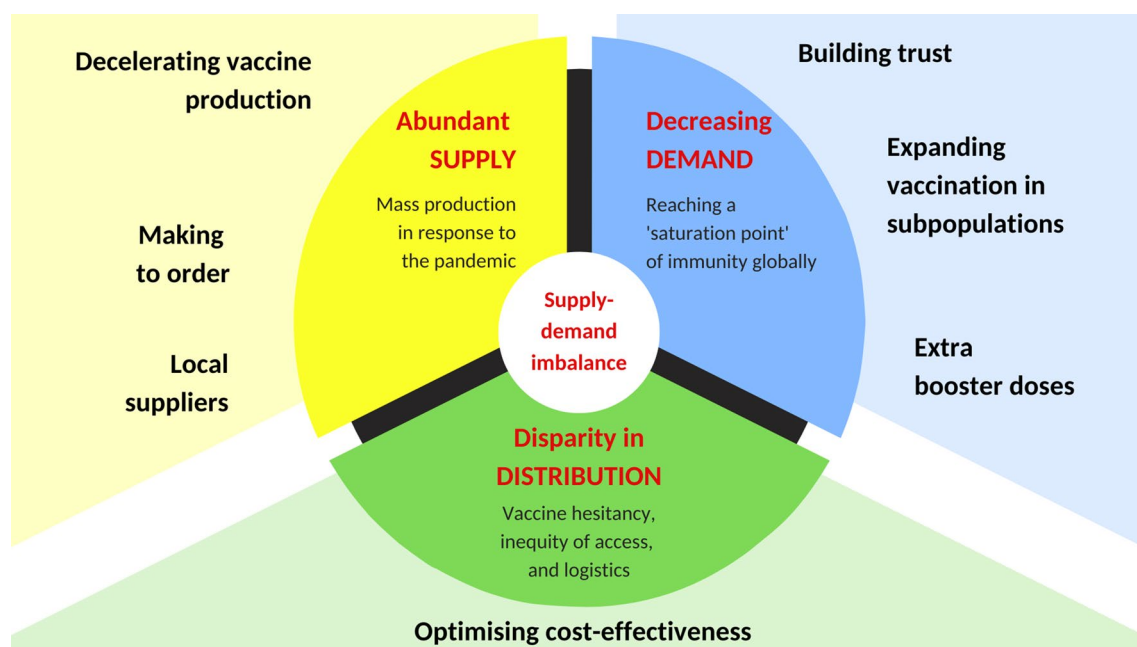 Decelerating vaccine
production
Making
to order
Local
suppliers
Abundant
SUPPLY
Mass production
in response to
the pandemic
Decreasing
DEMAND
Reaching a
'saturation point'
of immunity globally
Building trust
Expanding
vaccination in
subpopulations
Extra
booster doses
Supply-
demand
imbalance
Disparity in
DISTRIBUTION
Vaccine hesitancy,
inequity of access,
and logistics
Optimising cost-effectiveness